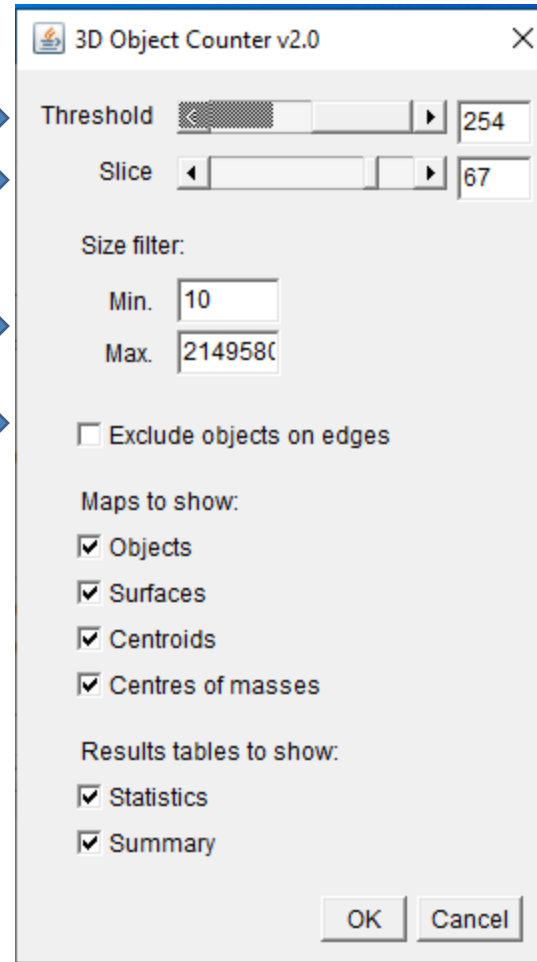 3D Object Counter v2.0
Threshold 254
Slice 67
Size filter:
Min. 10
Max. 2149580
Exclude objects on edges
Maps to show:
Objects
Surfaces
Centroids
Centres of masses
Results tables to show:
Statistics
Summary
OK Cancel